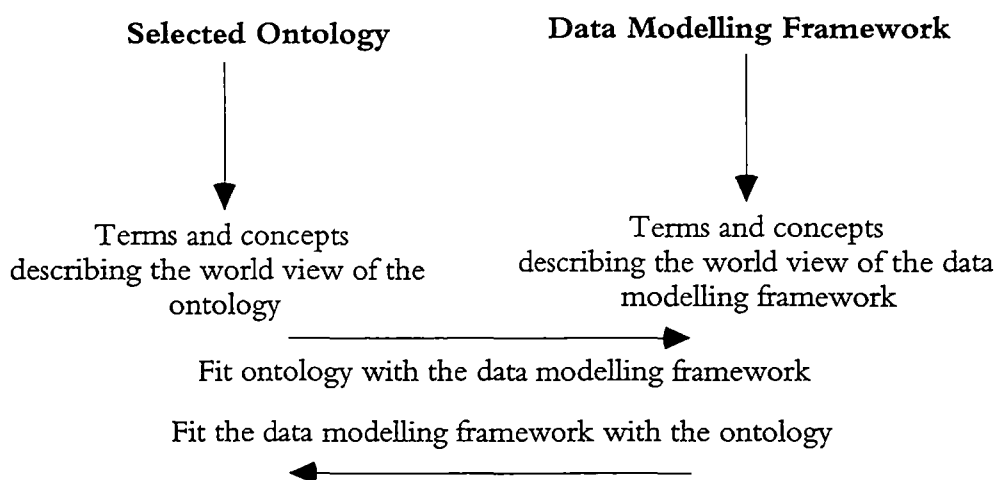 Selected Ontology
Data Modelling Framework
Terms and concepts
describing the world view of the
ontology
Terms and concepts
describing the world view of the data
modelling framework
Fit ontology with the data modelling framework
Fit the data modelling framework with the ontology